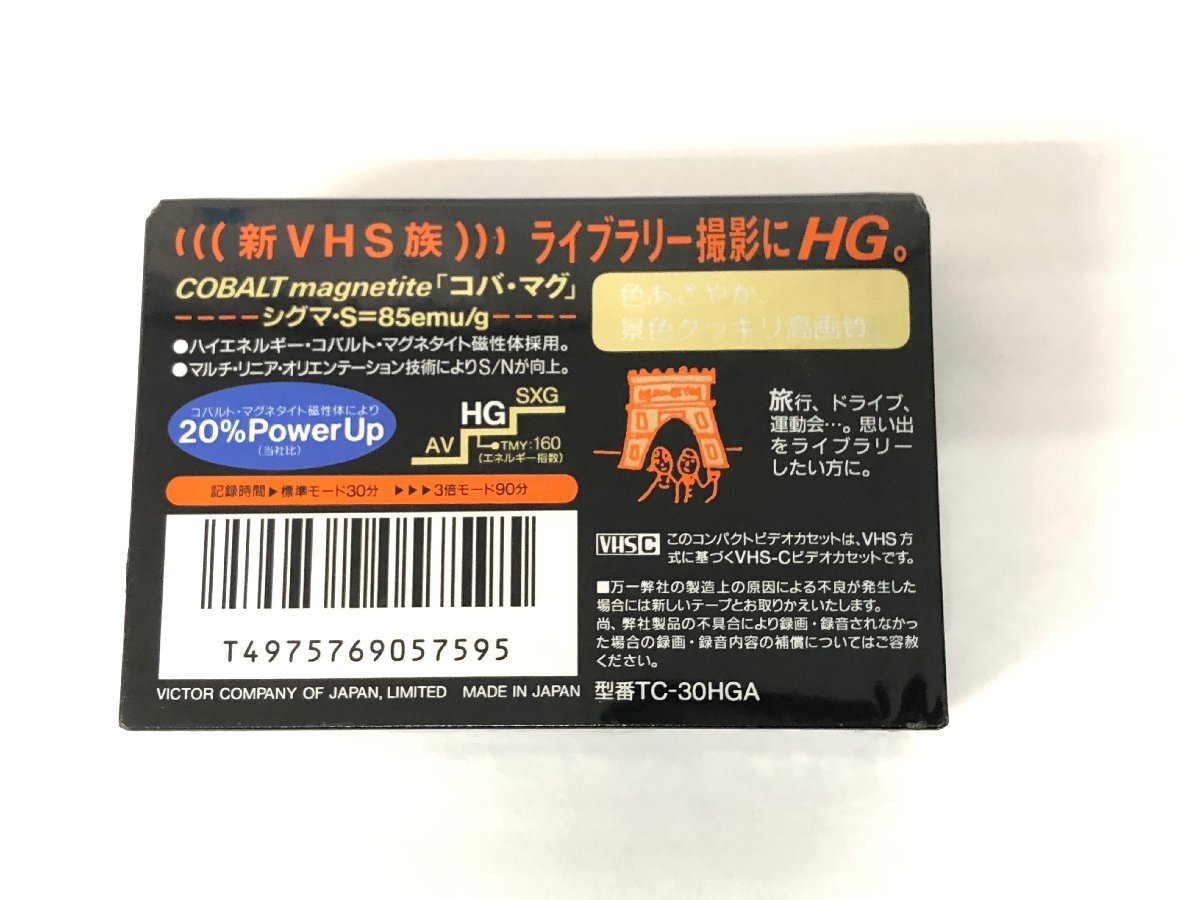 (((新VHS族))) ライブラリー撮影にHG。
COBALT magnetite「コバ・マグ」
シグマ・S=85emu/g
●ハイエネルギー・コバルト・マグネタイト磁性体採用。
●マルチ・リニア・オリエンテーション技術によりS/Nが向上。
コバルト・マグネタイト磁性体により
20%PowerUp
(当社比)
SXG
HG
AV
TMY:160
(エネルギー指数)
記録時間▶標準モード30分 ▶▶▶3倍モード90分
T4975769057595
VICTOR COMPANY OF JAPAN, LIMITED MADE IN JAPAN
色あざやか、
景色クッキリ高画質。
旅行、ドライブ、
運動会…。思い出
をライブラリー
したい方に。
VHSC このコンパクトビデオカセットは、VHS方
式に基づくVHS-Cビデオカセットです。
■万一弊社の製造上の原因による不良が発生した
場合には新しいテープとお取りかえいたします。
尚、弊社製品の不具合により録画・録音されなかっ
た場合の録画・録音内容の補償についてはご容赦
ください。
型番TC-30HGA